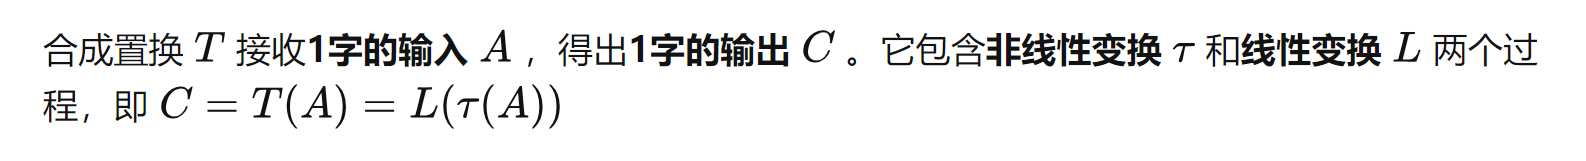 合成置换 T 接收1字的输入 A ，得出1字的输出 C 。它包含非线性变换 τ 和线性变换 L 两个过
程，即 C = T(A) = L(τ(A))